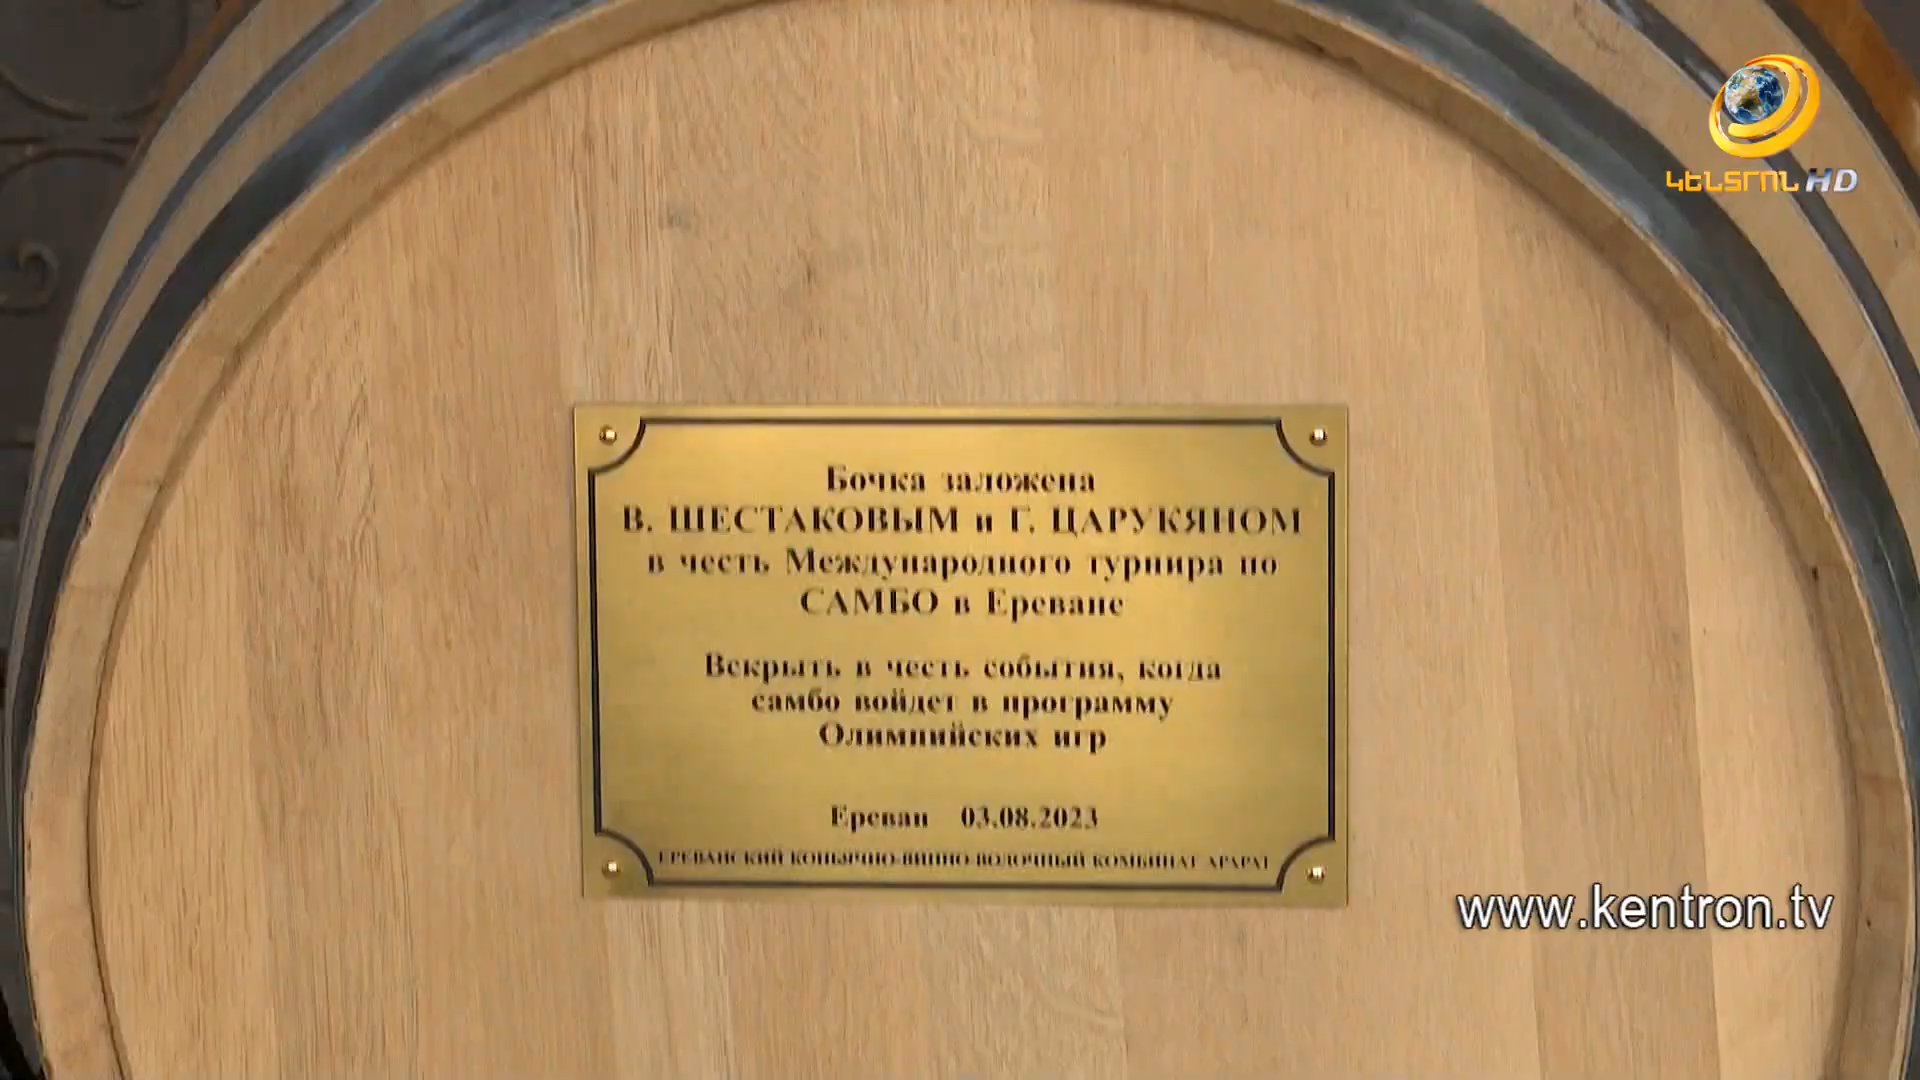 ԿԵՆՏՐՈՆ HD
Бочка заложена
В. ШЕСТАКОВЫМ и Г. ЦАРУКЯНОМ
в честь Международного турнира по
САМБО в Ереване
Вскрыть в честь события, когда
самбо войдет в программу
Олимпийских игр
Ереван 03.08.2023
ЕРЕВАНСКИЙ КОНЬЯЧНО-ВИННО-ВОДОЧНЫЙ КОМБИНАТ АРАРАТ
www.kentron.tv